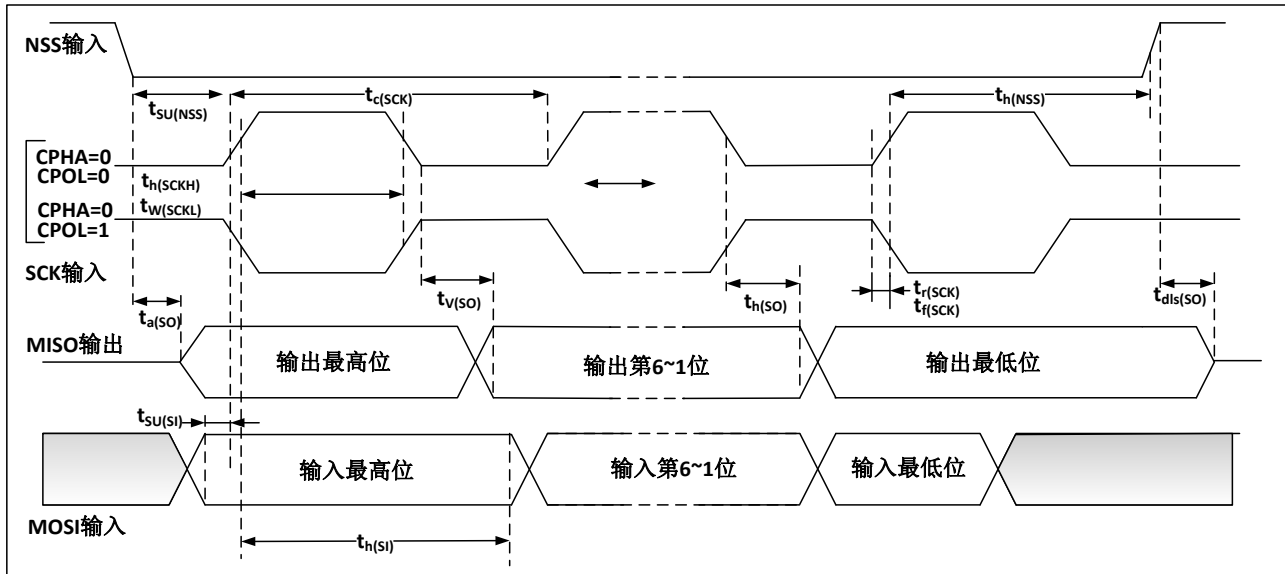 NSS输入
tSU(NSS)
tc(SCK)
th(NSS)
CPHA=0
CPOL=0
th(SCKH)
tW(SCKL)
CPHA=0
CPOL=1
SCK输入
ta(SO)
tV(SO)
th(SO)
tr(SCK)
tf(SCK)
tdis(SO)
MISO输出
输出最高位
输出第6~1位
输出最低位
tSU(SI)
输入最高位
输入第6~1位
输入最低位
MOSI输入
th(SI)